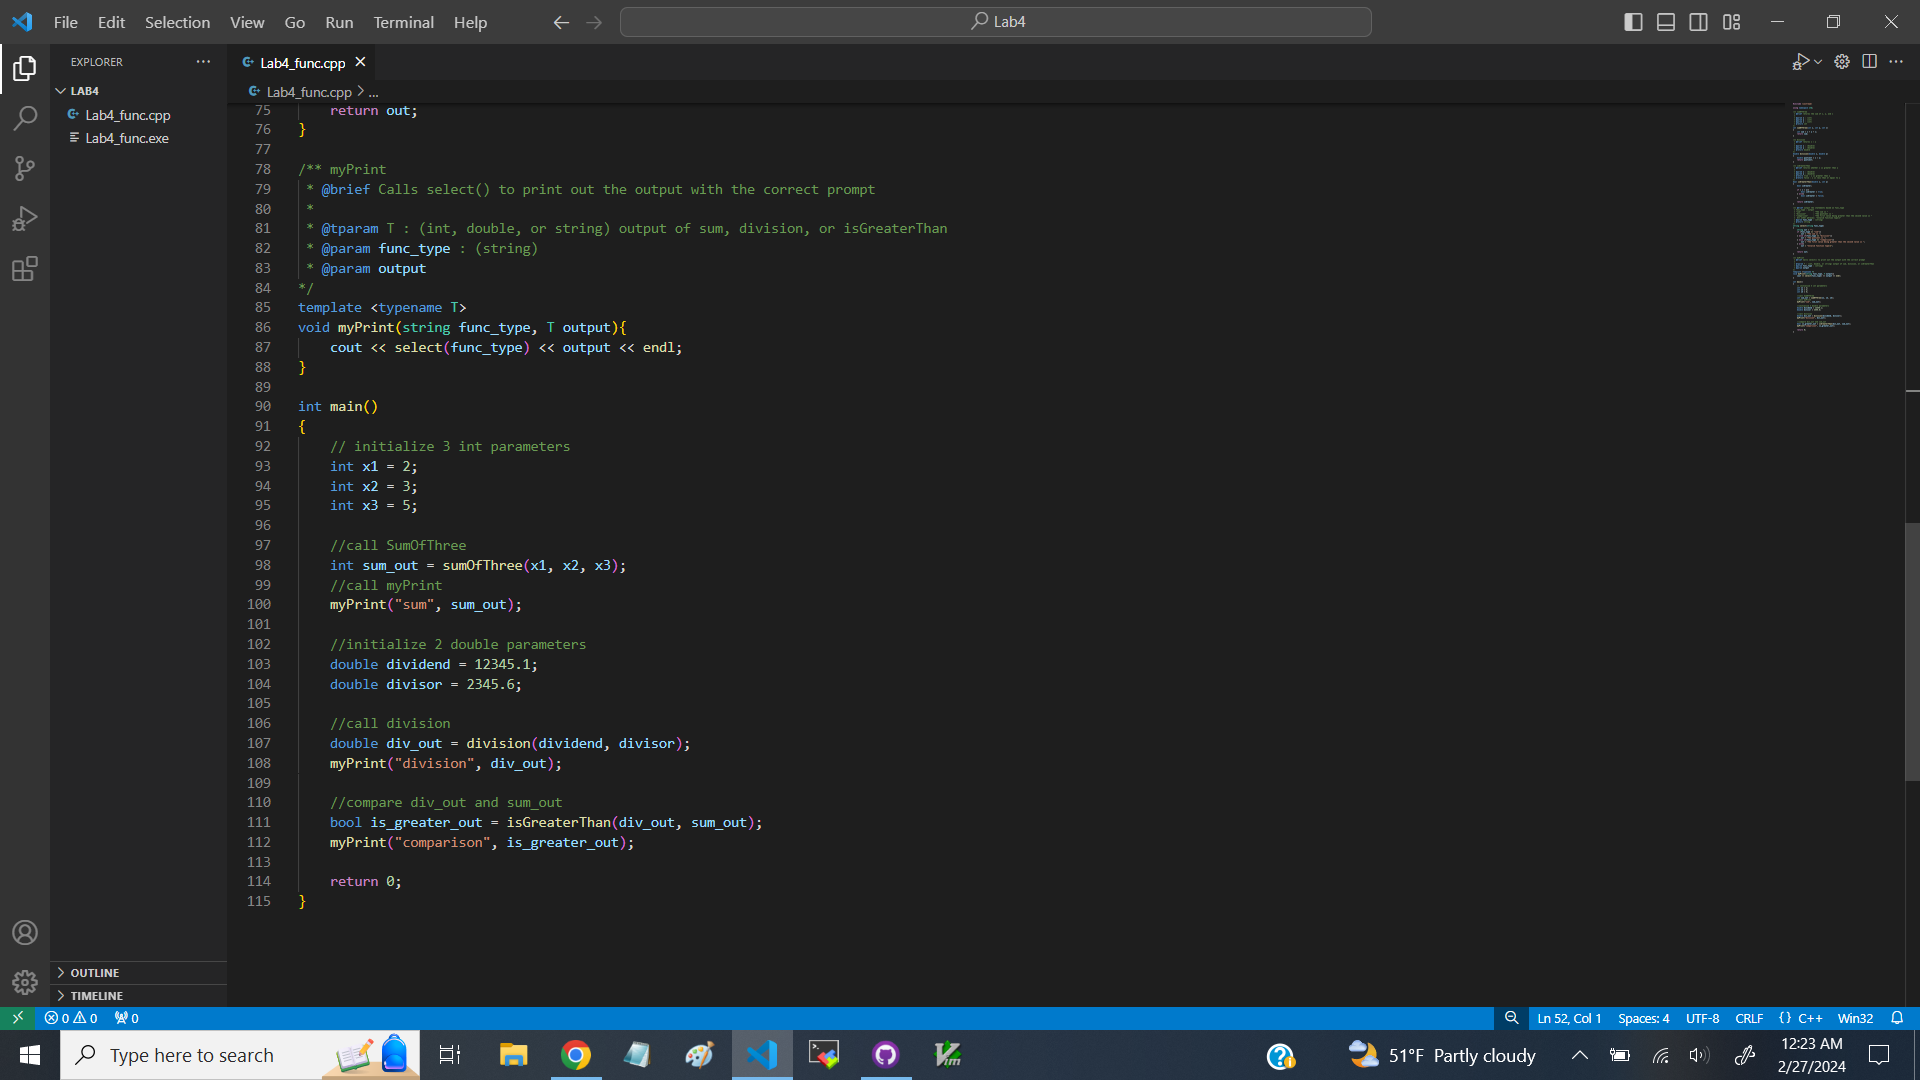 File Edit Selection View Go Run Terminal Help
Lab4
EXPLORER
LAB4
Lab4_func.cpp
Lab4_func.exe
Lab4_func.cpp
Lab4_func.cpp > ...
75 return out;
76 }
77
78 /** myPrint
79 * @brief Calls select() to print out the output with the correct prompt
80 *
81 * @tparam T : (int, double, or string) output of sum, division, or isGreaterThan
82 * @param func_type : (string)
83 * @param output
84 */
85 template <typename T>
86 void myPrint(string func_type, T output){
87 cout << select(func_type) << output << endl;
88 }
89
90 int main()
91 {
92 // initialize 3 int parameters
93 int x1 = 2;
94 int x2 = 3;
95 int x3 = 5;
96
97 //call SumOfThree
98 int sum_out = sumOfThree(x1, x2, x3);
99 //call myPrint
100 myPrint("sum", sum_out);
101
102 //initialize 2 double parameters
103 double dividend = 12345.1;
104 double divisor = 2345.6;
105
106 //call division
107 double div_out = division(dividend, divisor);
108 myPrint("division", div_out);
109
110 //compare div_out and sum_out
111 bool is_greater_out = isGreaterThan(div_out, sum_out);
112 myPrint("comparison", is_greater_out);
113
114 return 0;
115 }
OUTLINE
TIMELINE
0 0 0 Ln 52, Col 1 Spaces: 4 UTF-8 CRLF {} C++ Win32
Type here to search
51°F Partly cloudy
12:23 AM
2/27/2024